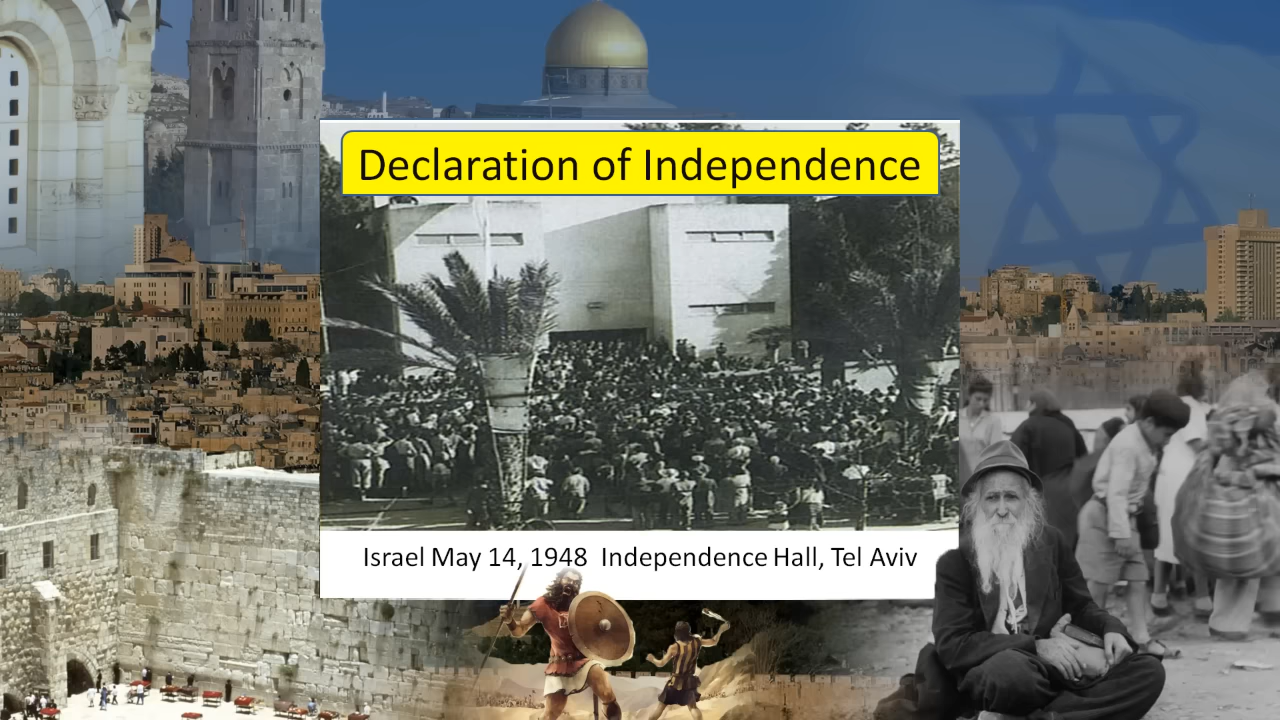 Declaration of Independence
Israel May 14, 1948 Independence Hall, Tel Aviv